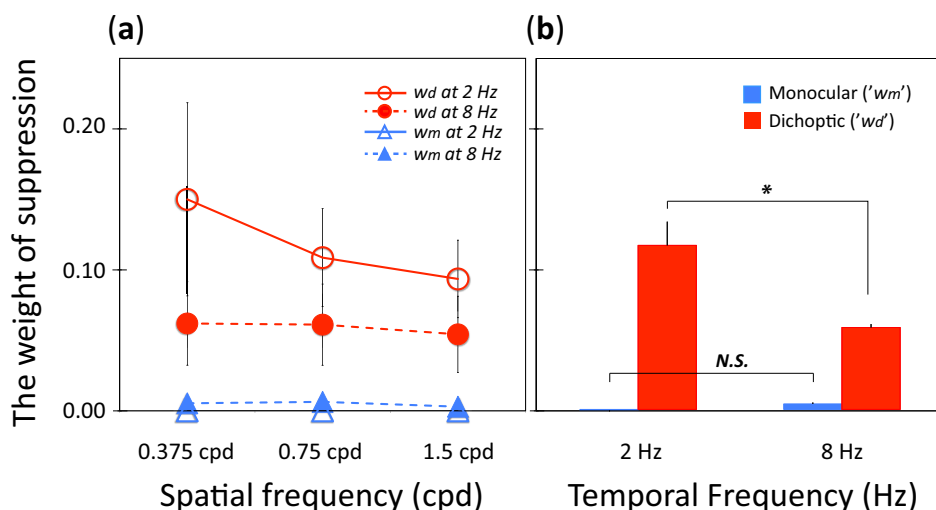 (a)
(b)
The weight of suppression
0.20
0.10
0.00
wd at 2 Hz
wd at 8 Hz
wm at 2 Hz
wm at 8 Hz
0.375 cpd
0.75 cpd
1.5 cpd
Spatial frequency (cpd)
Monocular ('wm')
Dichoptic ('wd')
*
N.S.
2 Hz
8 Hz
Temporal Frequency (Hz)